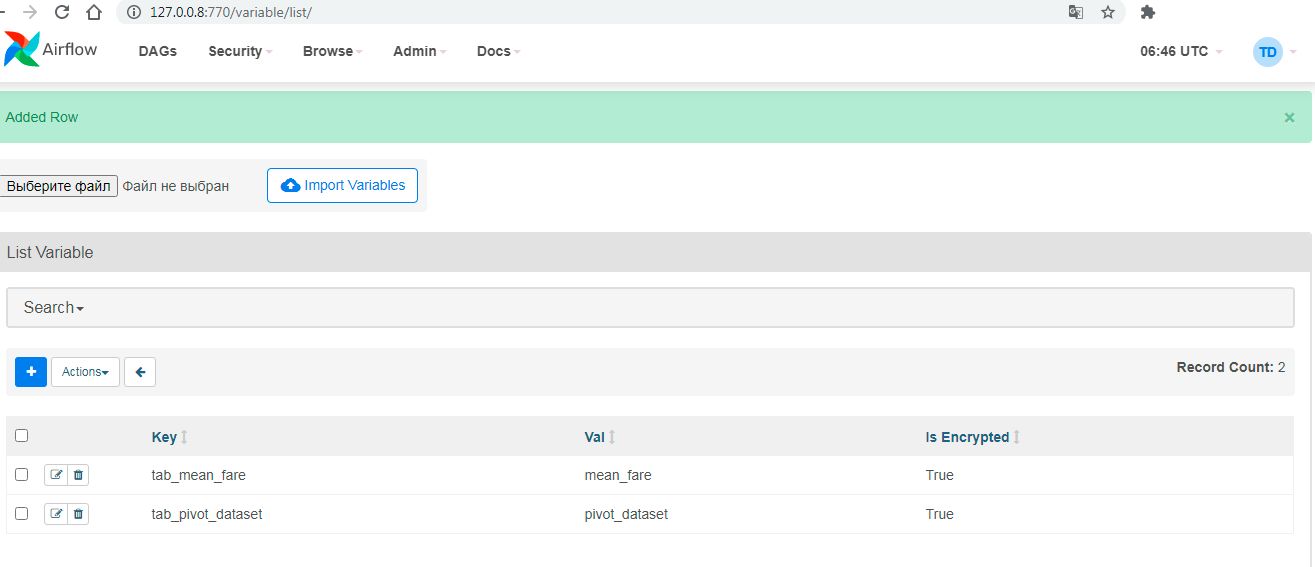 127.0.0.8:770/variable/list/
Airflow DAGs Security Browse Admin Docs 06:46 UTC TD
Added Row ×
Выберите файл Файл не выбран Import Variables
List Variable
Search
+ Actions Record Count: 2
Key Val Is Encrypted
tab_mean_fare mean_fare True
tab_pivot_dataset pivot_dataset True